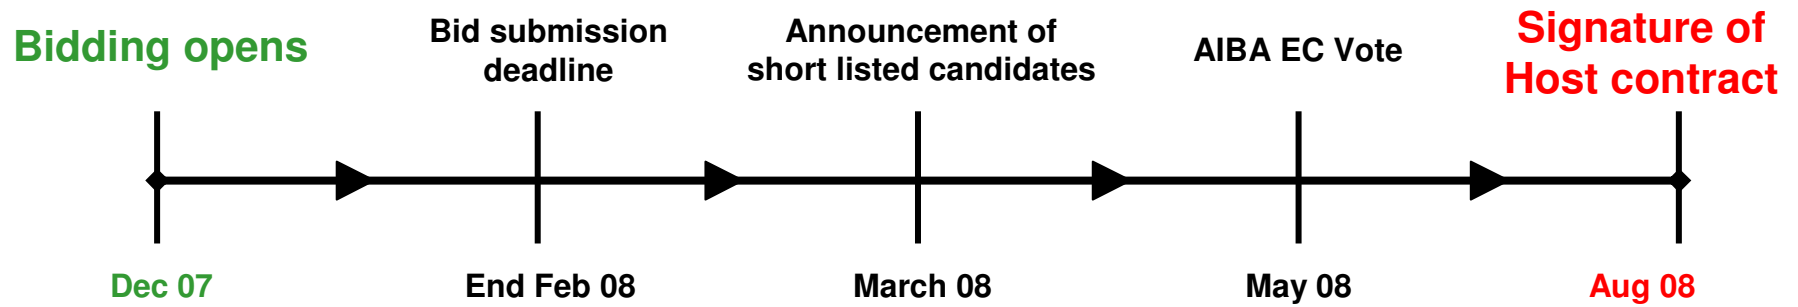 Bidding opens
Bid submission
deadline
Announcement of
short listed candidates
AIBA EC Vote
Signature of
Host contract
Dec 07
End Feb 08
March 08
May 08
Aug 08